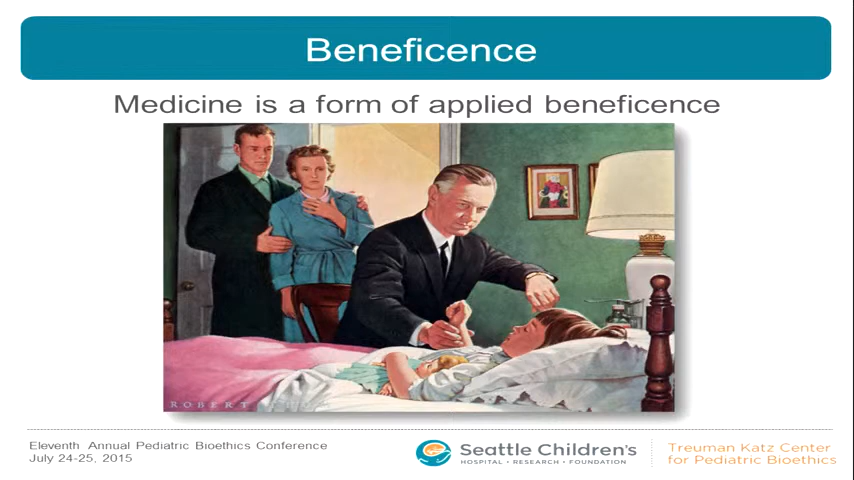 Beneficence
Medicine is a form of applied beneficence
ROBERT
Eleventh Annual Pediatric Bioethics Conference
July 24-25, 2015
Seattle Children's
HOSPITAL • RESEARCH • FOUNDATION
Treuman Katz Center
for Pediatric Bioethics